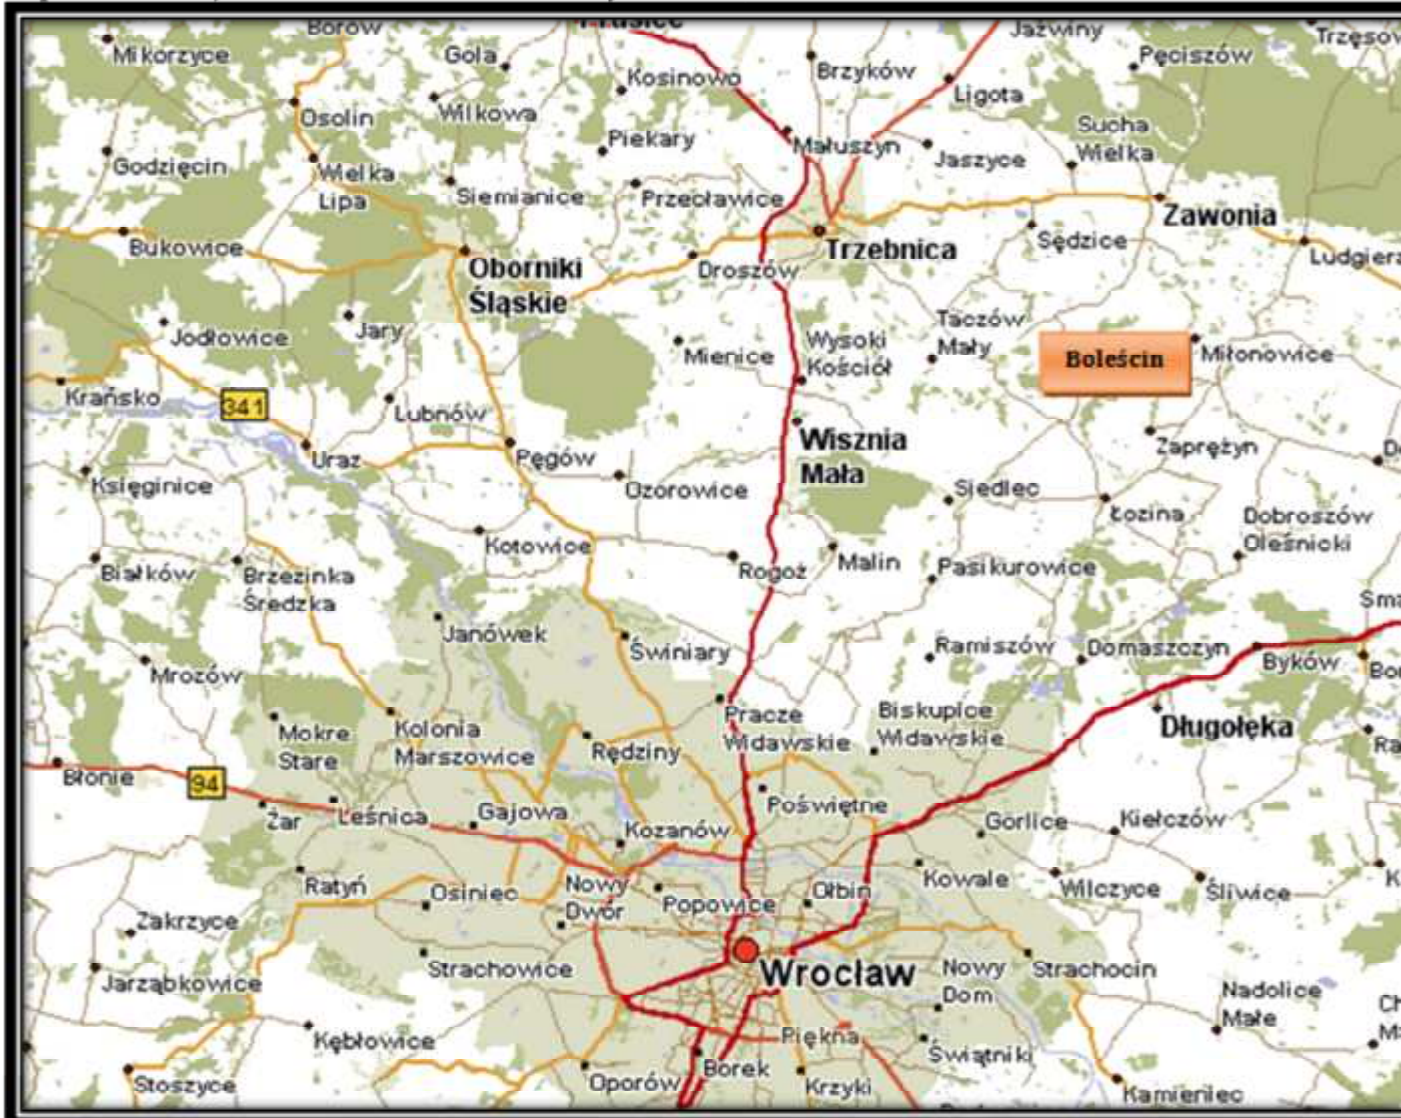 Borów
Jaźwiny
Mikorzyce
Gola
Kosinowo
Brzyków
Pęciszów
Ligota
Osolin
Wilkowa
Piekary
Małuszyn
Jaszyce
Sucha
Wielka
Godzięcin
Wielka
Lipa
Siemianice
Przecławice
Zawonia
Bukowice
Oborniki
Śląskie
Droszów
Trzebnica
Sędzice
Jodłowice
Jary
Mienice
Wysoki
Kościół
Taczów
Mały
Boleścin
Miłonowice
Krańsko
341
Lubnów
Wisznia
Mała
Zaprężyn
Uraz
Pęgów
Księginice
Ozorowice
Siedlec
Łozina
Dobroszów
Oleśnicki
Kotowice
Rogoż
Malin
Pasikurowice
Białków
Brzezinka
Średzka
Janówek
Świniary
Ramiszów
Domaszczyn
Byków
Mrozów
Mokre
Stare
Kolonia
Marszowice
Rędziny
Pracze
Widawskie
Biskupice
Widawskie
Długołęka
Błonie
94
Żar
Leśnica
Gajowa
Kozanów
Poświętne
Gorlice
Kiełczów
Ratyń
Osiniec
Nowy
Dwór
Popowice
Ołbin
Kowale
Wilczyce
Śliwice
Zakrzyce
Strachowice
Wrocław
Nowy
Dom
Strachocin
Jarząbkowice
Nadolice
Małe
Kębłowice
Piękna
Świątniki
Stoszyce
Oporów
Borek
Krzyki
Kamieniec